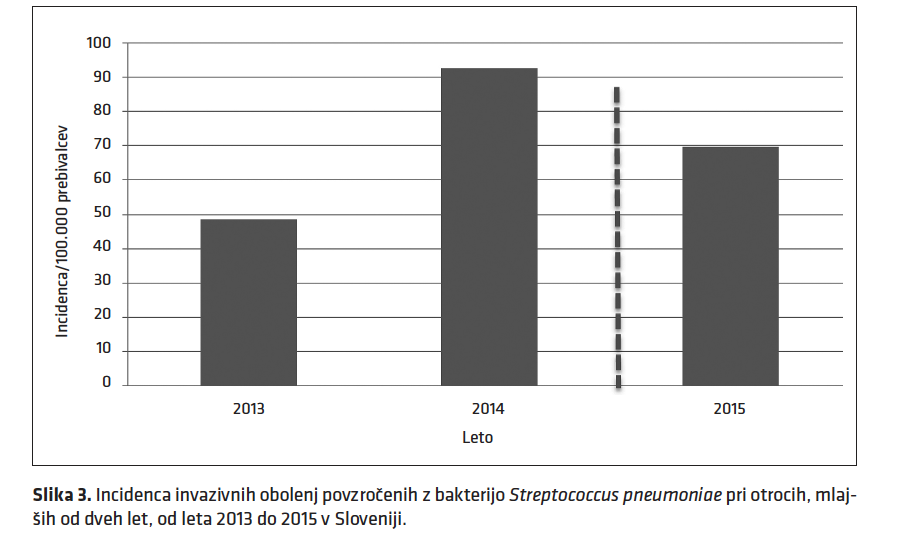 100
90
80
70
60
50
40
30
20
10
0
Incidenca/100.000 prebivalcev
2013 2014 2015
Leto
Slika 3. Incidenca invazivnih obolenj povzročenih z bakterijo Streptococcus pneumoniae pri otrocih, mlaj-
ših od dveh let, od leta 2013 do 2015 v Sloveniji.